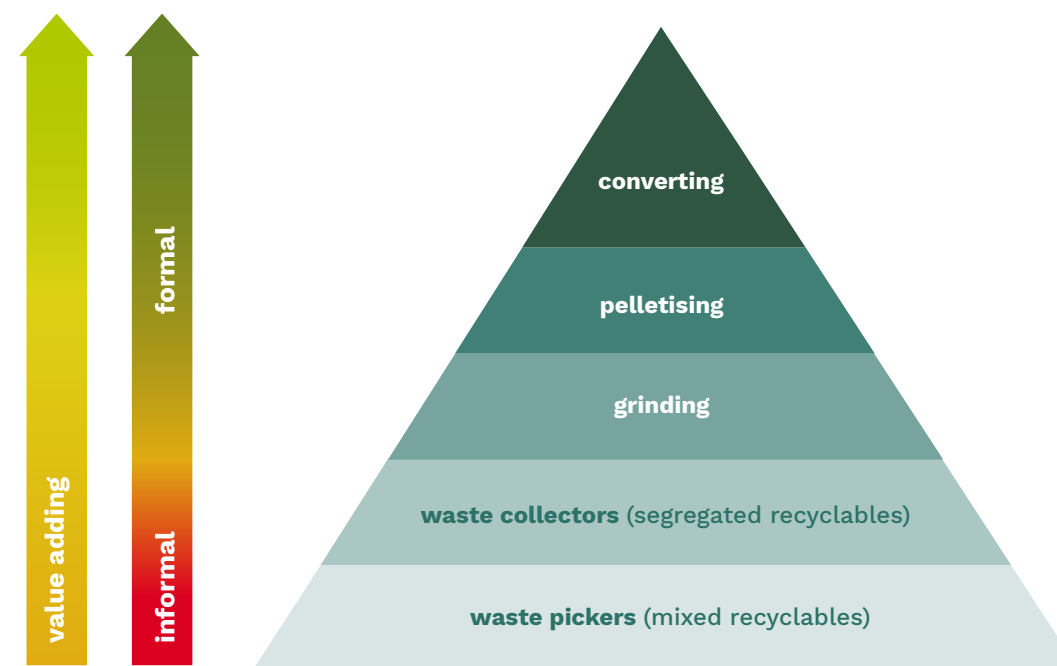 value adding
informal
formal
converting
pelletising
grinding
waste collectors (segregated recyclables)
waste pickers (mixed recyclables)